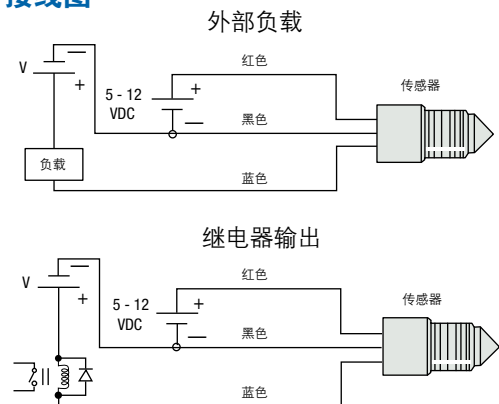 接线图
外部负载
红色
V
—
+
5 - 12
VDC
+
—
传感器
黑色
负载
蓝色
继电器输出
红色
V
—
+
5 - 12
VDC
+
—
传感器
黑色
蓝色